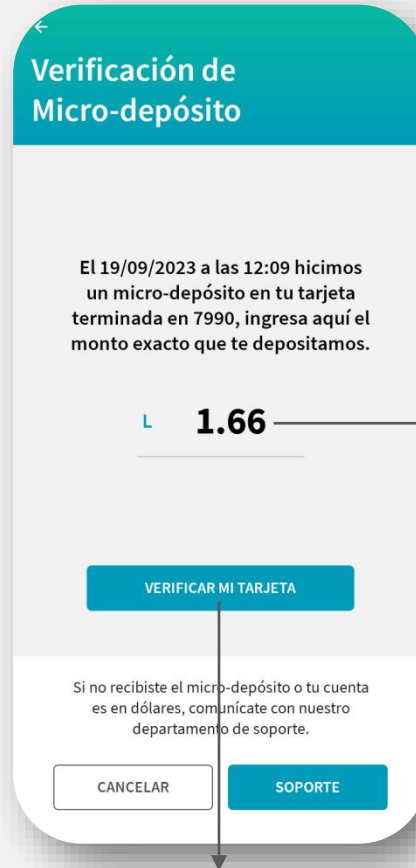 Verificación de
Micro-depósito
El 19/09/2023 a las 12:09 hicimos
un micro-depósito en tu tarjeta
terminada en 7990, ingresa aquí el
monto exacto que te depositamos.
L 1.66
VERIFICAR MI TARJETA
Si no recibiste el micro-depósito o tu cuenta
es en dólares, comunícate con nuestro
departamento de soporte.
CANCELAR SOPORTE